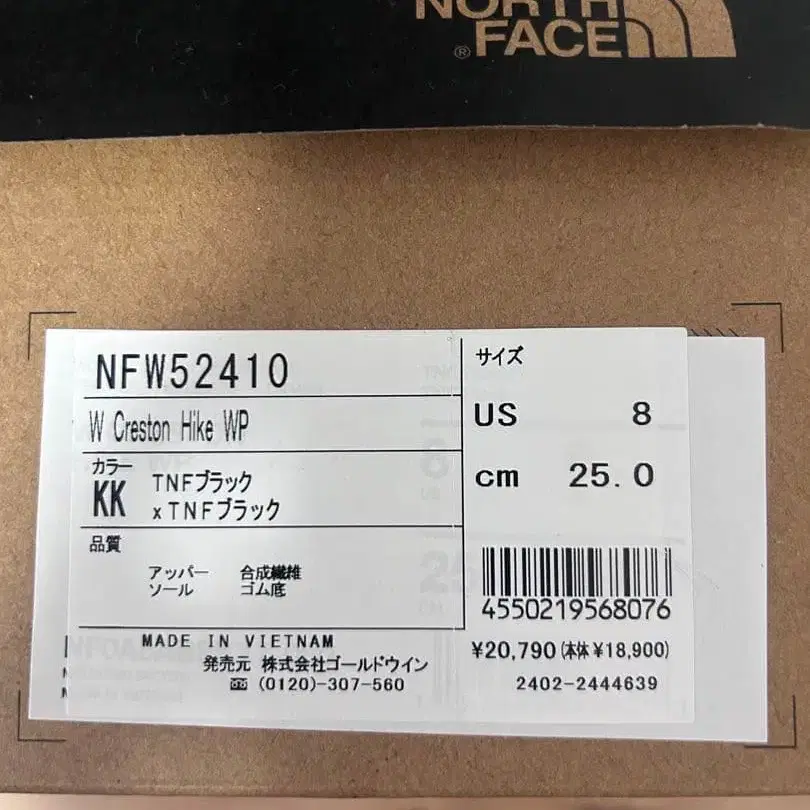 NORTH
FACE
®
NFW52410
W Creston Hike WP
カラー
KK
TNFブラック
xTNFブラック
品質
アッパー 合成繊維
ソール ゴム底
MADE IN VIETNAM
発売元 株式会社ゴールドウイン
☎ (0120)-307-560
サイズ
US 8
cm 25.0
4550219568076
¥20,790(本体¥18,900)
2402-2444639